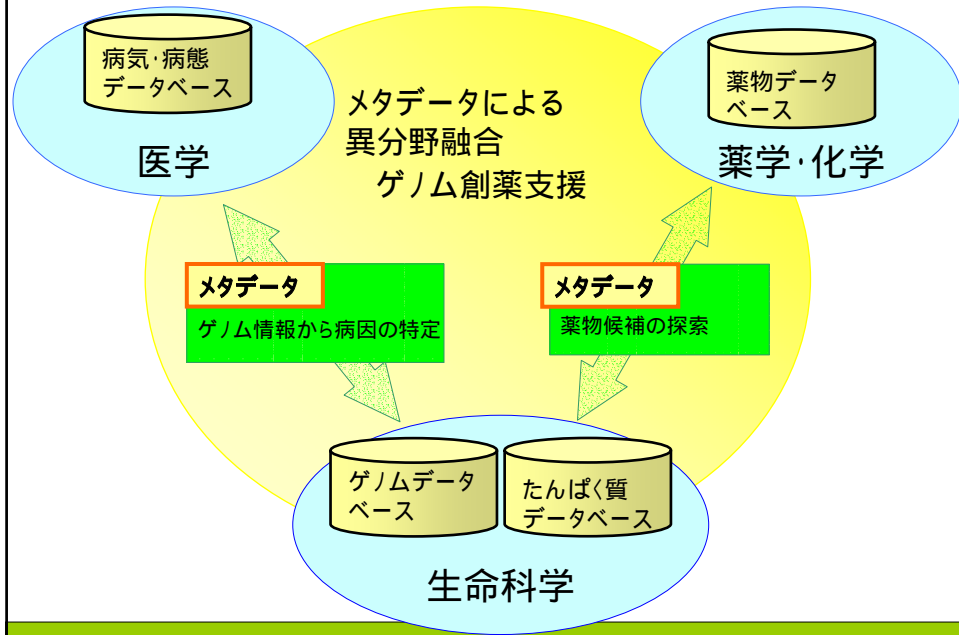 病気・病態
データベース
医学
メタデータによる
異分野融合
ゲノム創薬支援
薬物データ
ベース
薬学・化学
メタデータ
ゲノム情報から病因の特定
メタデータ
薬物候補の探索
ゲノムデータ
ベース
たんぱく質
データベース
生命科学